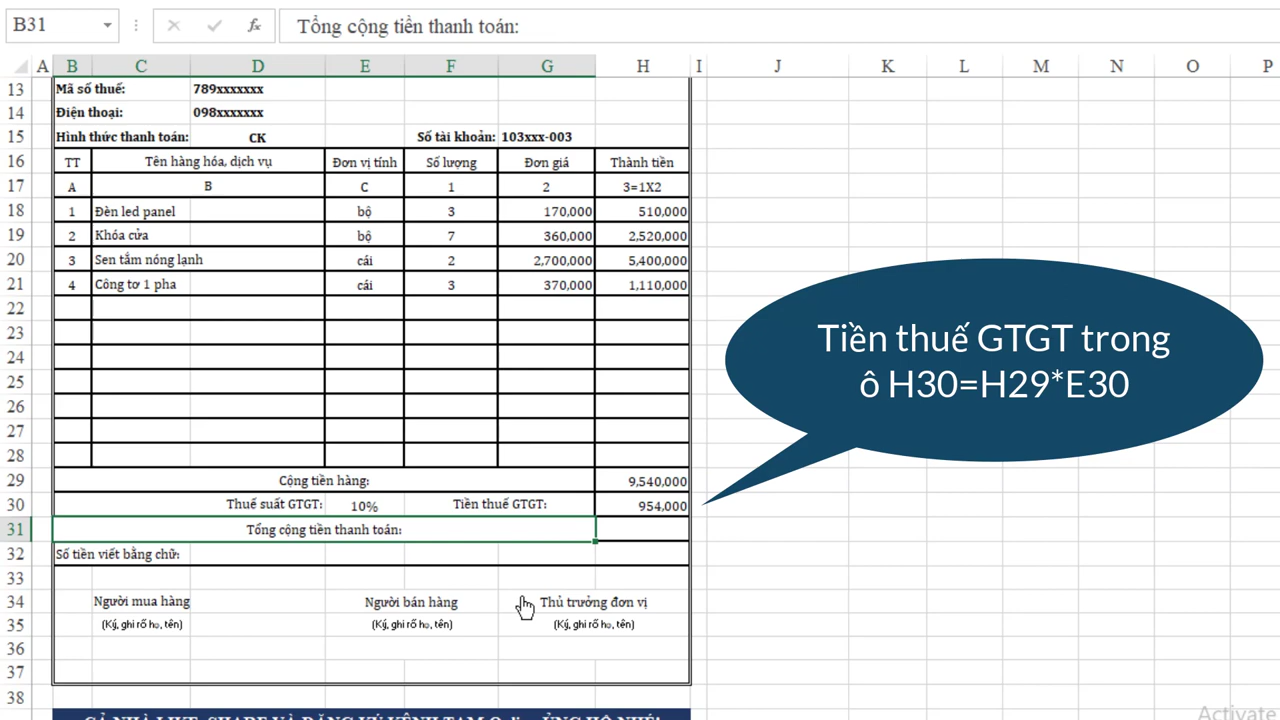 B31 fx Tổng cộng tiền thanh toán:
A B C D E F G H I J K L M N O P
13 Mã số thuế: 789xxxxxxx
14 Điện thoại: 098xxxxxxx
15 Hình thức thanh toán: CK Số tài khoản: 103xxx-003
16 TT Tên hàng hóa, dịch vụ Đơn vị tính Số lượng Đơn giá Thành tiền
17 A B C 1 2 3=1X2
18 1 Đèn led panel bộ 3 170,000 510,000
19 2 Khóa cửa bộ 7 360,000 2,520,000
20 3 Sen tắm nóng lạnh cái 2 2,700,000 5,400,000
21 4 Công tơ 1 pha cái 3 370,000 1,110,000
22
23
24
25
26
27
28
29 Cộng tiền hàng: 9,540,000
30 Thuế suất GTGT: 10% Tiền thuế GTGT: 954,000
31 Tổng cộng tiền thanh toán:
32 Số tiền viết bằng chữ:
33
34 Người mua hàng Người bán hàng Thủ trưởng đơn vị
35 (Ký, ghi rõ họ, tên) (Ký, ghi rõ họ, tên) (Ký, ghi rõ họ, tên)
36
37
38
Tiền thuế GTGT trong
ô H30=H29*E30
Activate